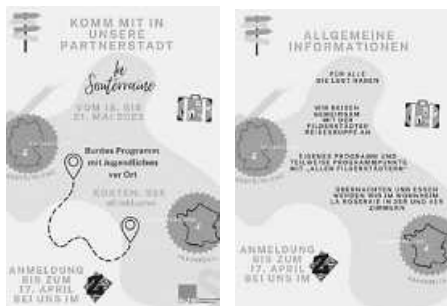 KOMM MIT IN
UNSERE
PARTNERSTADT
la
Souterraine
VOM 18. BIS
21. MAI 2023
Buntes Programm
mit Jugendlichen
vor Ort
KOSTEN:
ANMELDUNG
BIS ZUM
17. APRIL
BEI UNS IM
ALLGEMEINE
INFORMATIONEN
FÜR ALLE
DIE LUST HABEN
WIR REISEN
GEMEINSAM
MIT DER
FILDERSTÄDTER
REISEGRUPPE AN
EIGENES PROGRAMM UND
TEILWEISE PROGRAMMPUNKTE
MIT „ALLEN FILDERSTÄDTERN“
ÜBERNACHTEN UND ESSEN
WERDEN WIR IM WOHNHEIM
LA ROSERAIE IN 2ER UND 4ER
ZIMMERN
ANMELDUNG
BIS ZUM
17. APRIL
BEI UNS IM